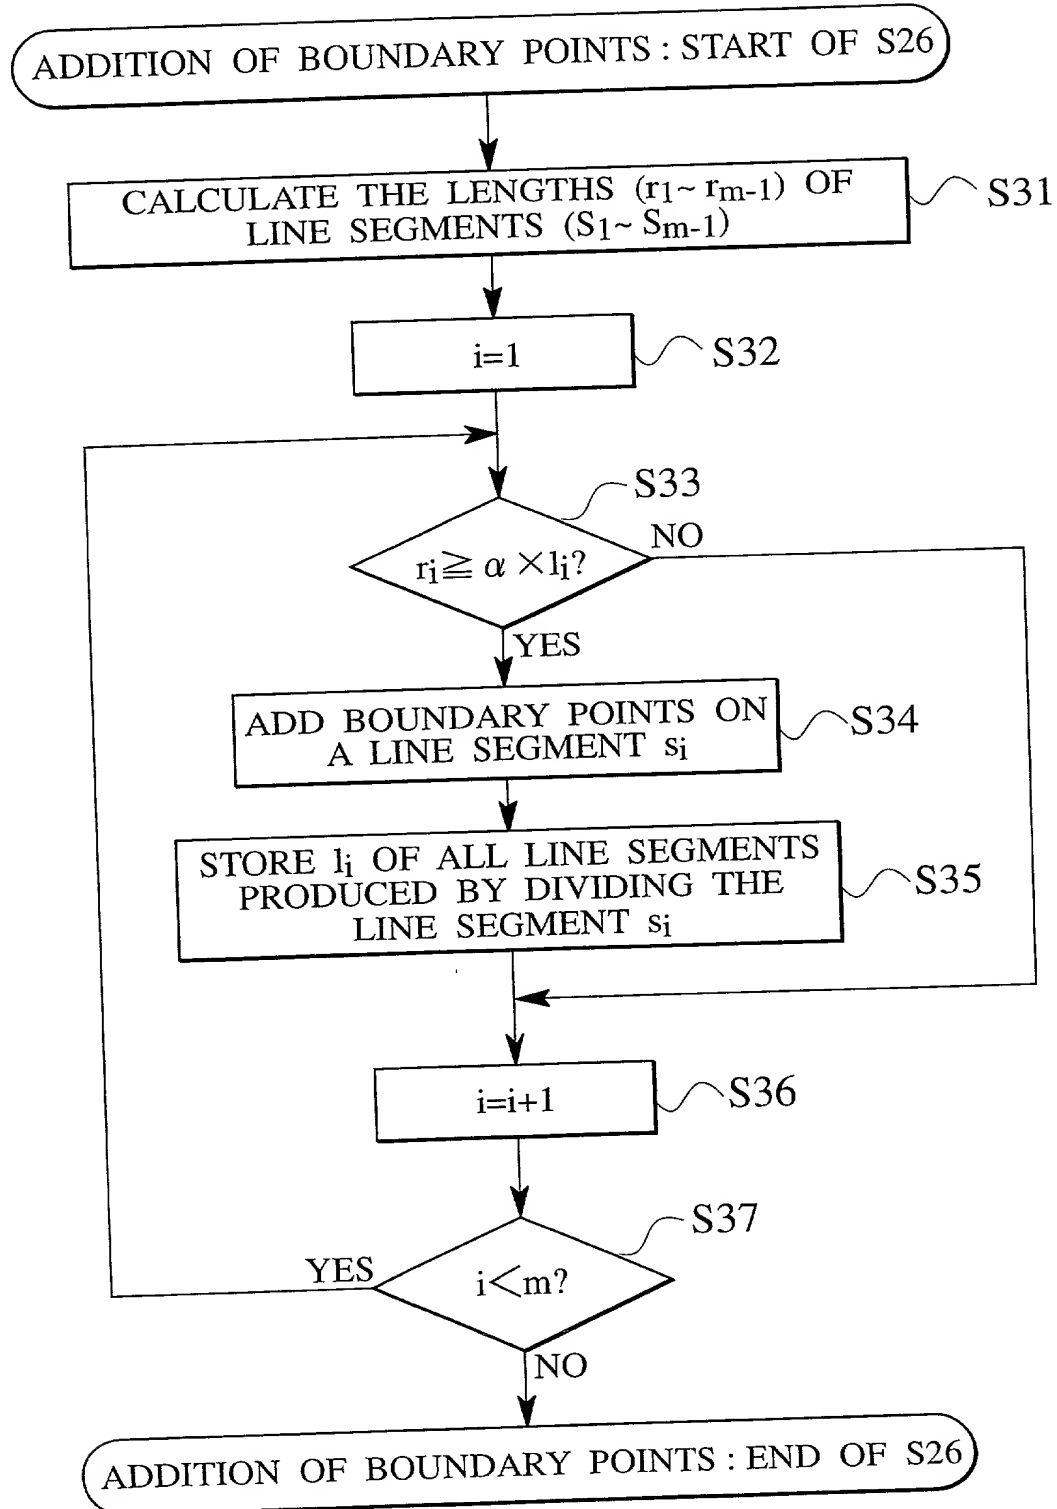 ADDITION OF BOUNDARY POINTS : START OF S26
CALCULATE THE LENGTHS (r1~ rm-1) OF
LINE SEGMENTS (S1~ Sm-1)
S31
i=1
S32
S33
ri≧ α ×li?
NO
YES
ADD BOUNDARY POINTS ON
A LINE SEGMENT si
S34
STORE li OF ALL LINE SEGMENTS
PRODUCED BY DIVIDING THE
LINE SEGMENT si
S35
i=i+1
S36
S37
i<m?
YES
NO
ADDITION OF BOUNDARY POINTS : END OF S26